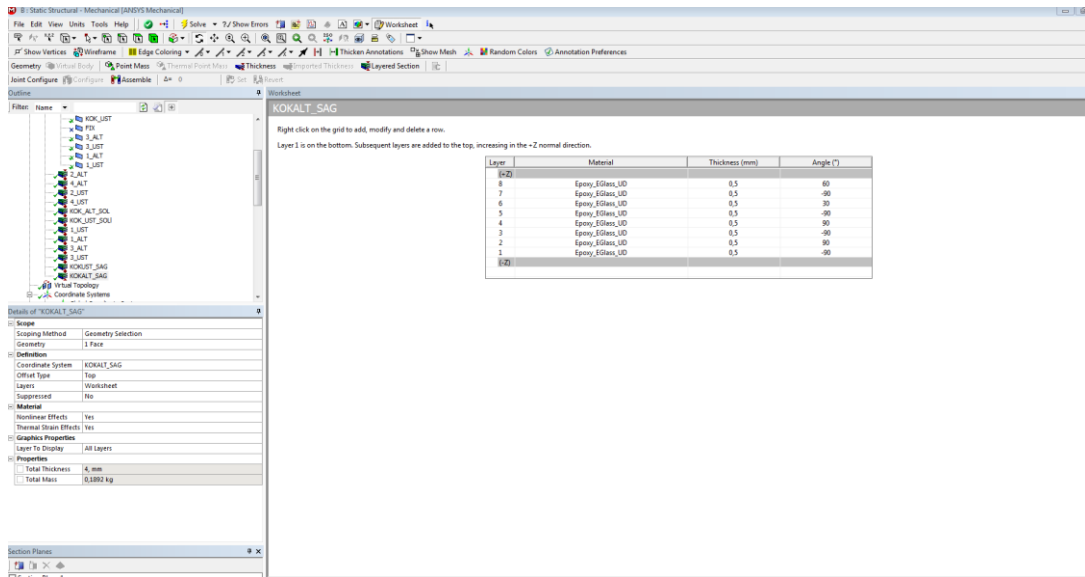 B : Static Structural - Mechanical [ANSYS Mechanical]
File Edit View Units Tools Help Solve ?/ Show Errors Worksheet
Show Vertices Wireframe Edge Coloring Thicken Annotations Show Mesh Random Colors Annotation Preferences
Geometry Virtual Body Point Mass Thermal Point Mass Thickness Imported Thickness Layered Section
Joint Configure Configure Assemble Δ= 0 Set Revert
Outline
Filter: Name
KOK_UST
FIX
3_ALT
3_UST
1_ALT
1_UST
2_ALT
4_ALT
2_UST
4_UST
KOK_ALT_SOL
KOK_UST_SOLl
1_UST
1_ALT
3_ALT
3_UST
KOKUST_SAG
KOKALT_SAG
Virtual Topology
Coordinate Systems
Details of "KOKALT_SAG"
Scope
Scoping Method Geometry Selection
Geometry 1 Face
Definition
Coordinate System KOKALT_SAG
Offset Type Top
Layers Worksheet
Suppressed No
Material
Nonlinear Effects Yes
Thermal Strain Effects Yes
Graphics Properties
Layer To Display All Layers
Properties
Total Thickness 4, mm
Total Mass 0,1892 kg
Section Planes
Worksheet
KOKALT_SAG
Right click on the grid to add, modify and delete a row.
Layer 1 is on the bottom. Subsequent layers are added to the top, increasing in the +Z normal direction.
Layer Material Thickness (mm) Angle (°)
(+Z)
8 Epoxy_EGlass_UD 0,5 60
7 Epoxy_EGlass_UD 0,5 -90
6 Epoxy_EGlass_UD 0,5 30
5 Epoxy_EGlass_UD 0,5 -90
4 Epoxy_EGlass_UD 0,5 90
3 Epoxy_EGlass_UD 0,5 -90
2 Epoxy_EGlass_UD 0,5 90
1 Epoxy_EGlass_UD 0,5 -90
(-Z)